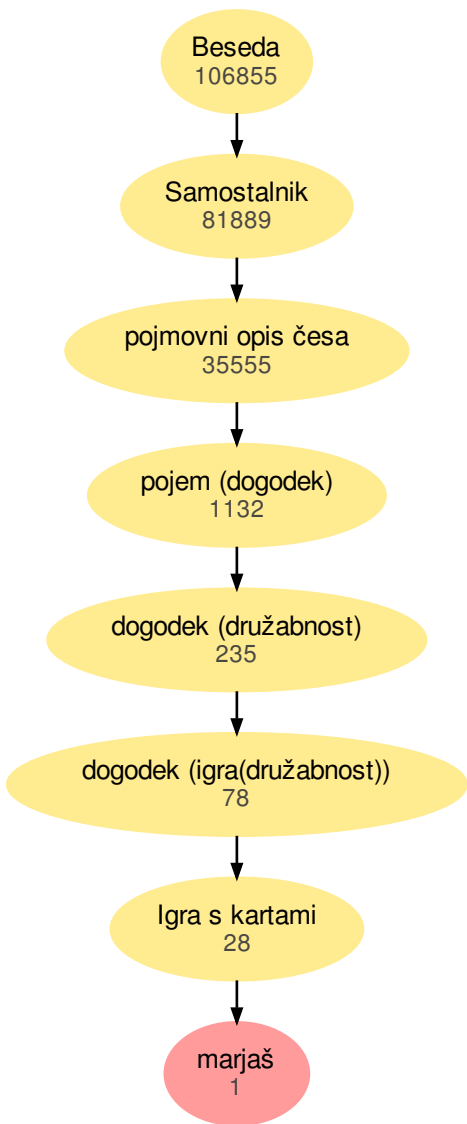 Beseda
106855
Samostalnik
81889
pojmovni opis česa
35555
pojem (dogodek)
1132
dogodek (družabnost)
235
dogodek (igra(družabnost))
78
Igra s kartami
28
marjaš
1